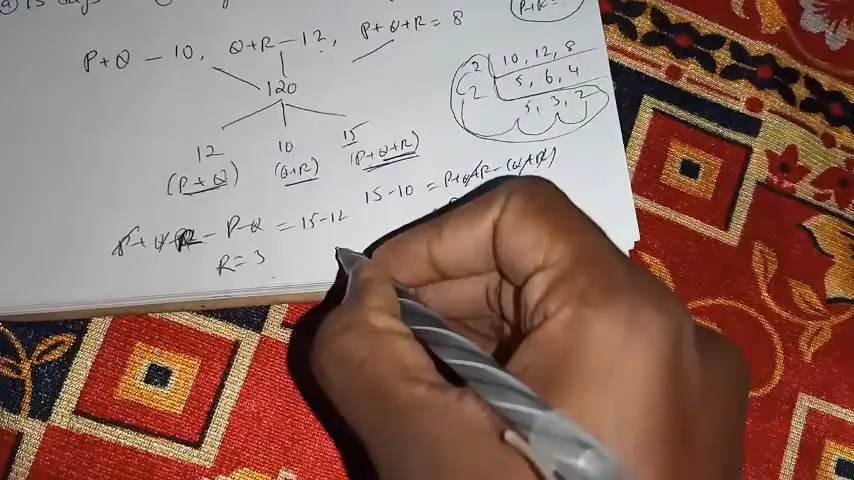 P+Q — 10, Q+R — 12, P+Q+R = 8
120
12 10 15
(P+Q) (Q+R) (P+Q+R)
2 10, 12, 8
2 5, 6, 4
5, 3, 2
15-10 = P+Q+R-(Q+R)
P+Q+R - P-Q = 15-12
R = 3